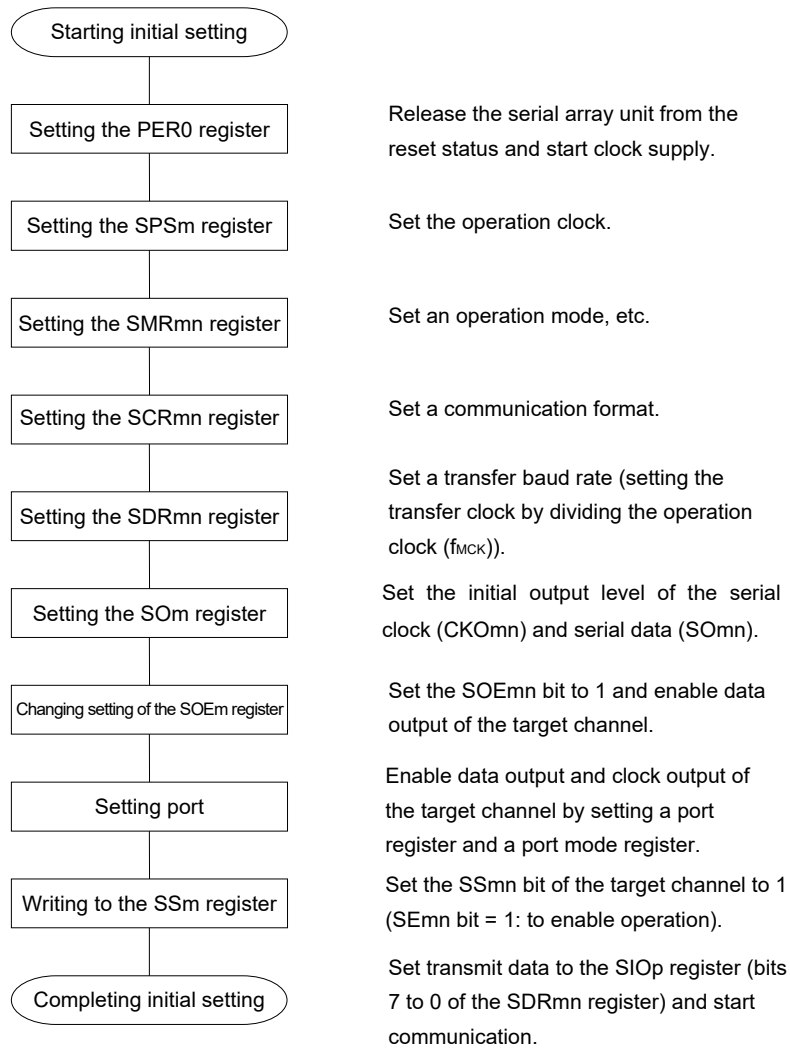 Starting initial setting
Setting the PER0 register
Release the serial array unit from the
reset status and start clock supply.
Setting the SPSm register
Set the operation clock.
Setting the SMRmn register
Set an operation mode, etc.
Setting the SCRmn register
Set a communication format.
Setting the SDRmn register
Set a transfer baud rate (setting the
transfer clock by dividing the operation
clock (fMCK)).
Setting the SOm register
Set the initial output level of the serial
clock (CKOmn) and serial data (SOmn).
Changing setting of the SOEm register
Set the SOEmn bit to 1 and enable data
output of the target channel.
Setting port
Enable data output and clock output of
the target channel by setting a port
register and a port mode register.
Writing to the SSm register
Set the SSmn bit of the target channel to 1
(SEmn bit = 1: to enable operation).
Completing initial setting
Set transmit data to the SIOp register (bits
7 to 0 of the SDRmn register) and start
communication.